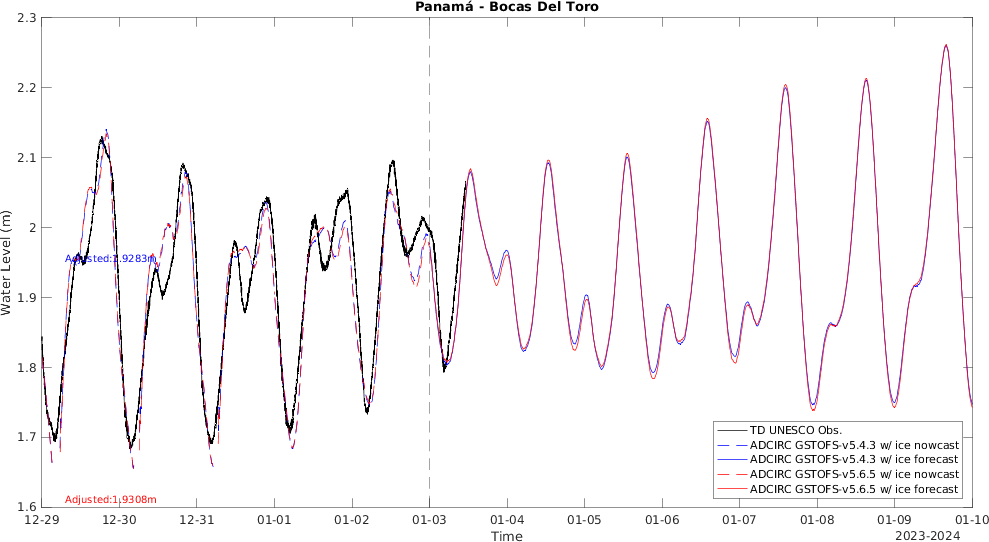 Panamá - Bocas Del Toro
2.3
2.2
2.1
2
1.9
1.8
1.7
1.6
Water Level (m)
Adjusted:1.9283m
Adjusted:1.9308m
TD UNESCO Obs.
ADCIRC GSTOFS-v5.4.3 w/ ice nowcast
ADCIRC GSTOFS-v5.4.3 w/ ice forecast
ADCIRC GSTOFS-v5.6.5 w/ ice nowcast
ADCIRC GSTOFS-v5.6.5 w/ ice forecast
12-29 12-30 12-31 01-01 01-02 01-03 01-04 01-05 01-06 01-07 01-08 01-09 01-10
Time
2023-2024